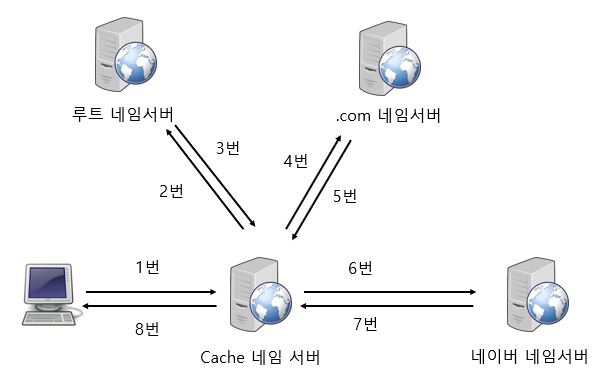 루트 네임서버
.com 네임서버
3번
2번
4번
5번
1번
6번
8번
7번
Cache 네임 서버
네이버 네임서버